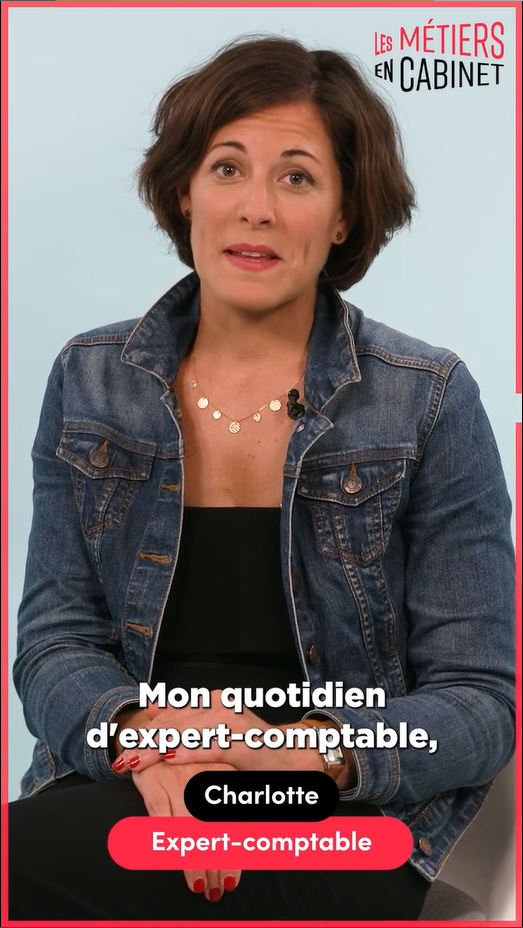 LES MÉTIERS
EN CABINET
Mon quotidien
d'expert-comptable,
Charlotte
Expert-comptable